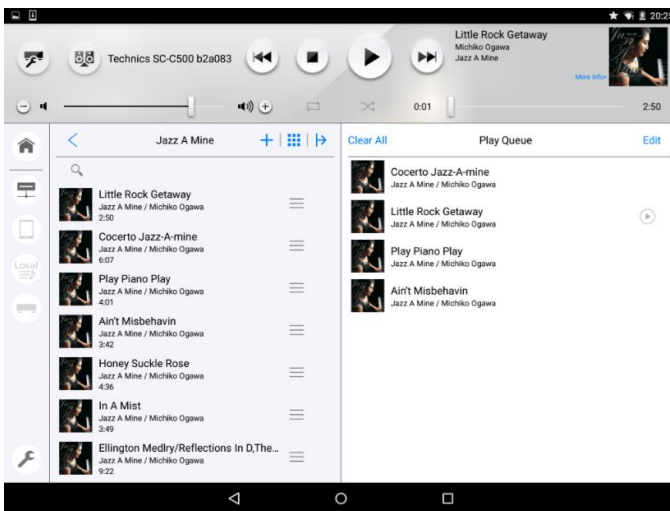 20:25
Technics SC-C500 b2a083
Little Rock Getaway
Michiko Ogawa
Jazz A Mine
More Info>
0:01
2:50
Jazz A Mine
Little Rock Getaway
Jazz A Mine / Michiko Ogawa
2:50
Cocerto Jazz-A-mine
Jazz A Mine / Michiko Ogawa
6:07
Play Piano Play
Jazz A Mine / Michiko Ogawa
4:01
Ain't Misbehavin
Jazz A Mine / Michiko Ogawa
3:42
Honey Suckle Rose
Jazz A Mine / Michiko Ogawa
4:36
In A Mist
Jazz A Mine / Michiko Ogawa
3:49
Ellington Medlry/Reflections In D,The...
Jazz A Mine / Michiko Ogawa
9:22
Local
Clear All
Play Queue
Edit
Cocerto Jazz-A-mine
Jazz A Mine / Michiko Ogawa
Little Rock Getaway
Jazz A Mine / Michiko Ogawa
Play Piano Play
Jazz A Mine / Michiko Ogawa
Ain't Misbehavin
Jazz A Mine / Michiko Ogawa